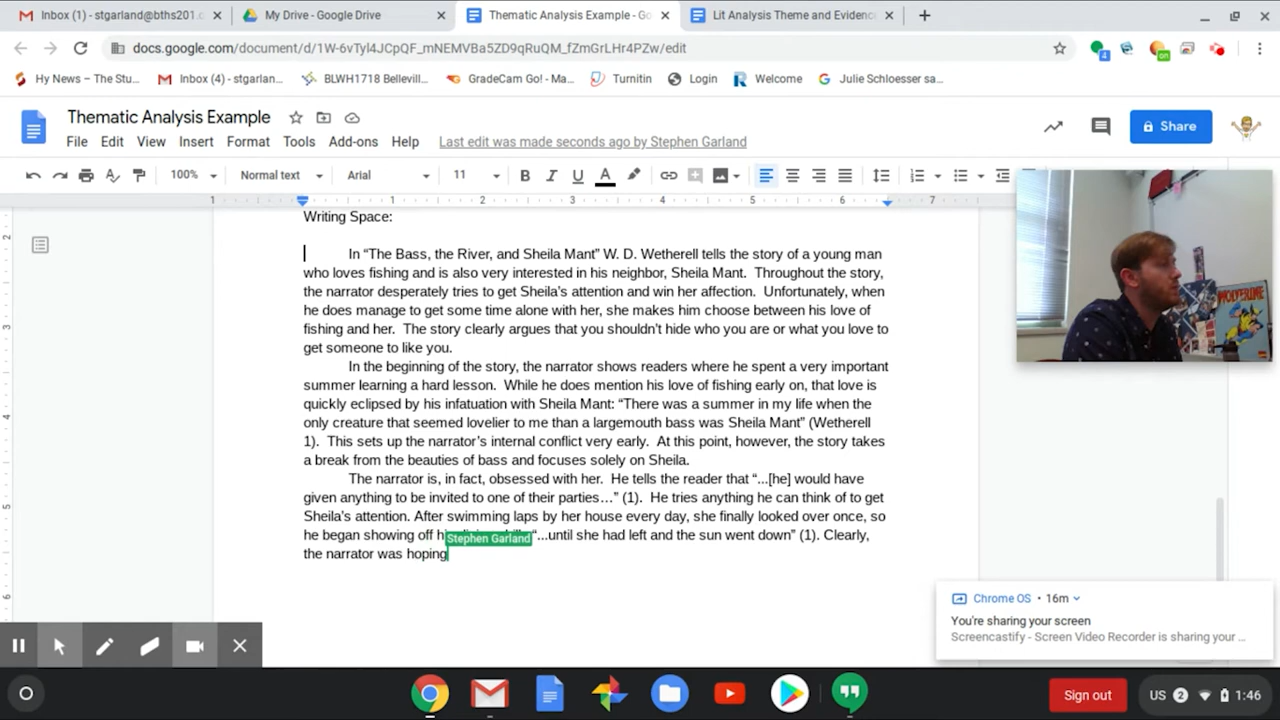 Inbox (1) - stgarland@bths201.c
My Drive - Google Drive
Thematic Analysis Example - Go
Lit Analysis Theme and Evidence
docs.google.com/document/d/1W-6vTyl4JCpQF_mNEMVBa5ZD9qRuQM_fZmGrLHr4PZw/edit
Hy News – The Stu...
Inbox (4) - stgarlan...
BLWH1718 Bellevill...
GradeCam Go! - Ma...
Turnitin
Login
Welcome
Julie Schloesser sa...
Thematic Analysis Example
File Edit View Insert Format Tools Add-ons Help
Last edit was made seconds ago by Stephen Garland
Share
100% Normal text Arial 11 B I U A
1 1 2 3 4 5 6 7
2
3
4
5
6
Writing Space:
In “The Bass, the River, and Sheila Mant” W. D. Wetherell tells the story of a young man
who loves fishing and is also very interested in his neighbor, Sheila Mant.  Throughout the story,
the narrator desperately tries to get Sheila’s attention and win her affection.  Unfortunately, when
he does manage to get some time alone with her, she makes him choose between his love of
fishing and her.  The story clearly argues that you shouldn’t hide who you are or what you love to
get someone to like you.
In the beginning of the story, the narrator shows readers where he spent a very important
summer learning a hard lesson.  While he does mention his love of fishing early on, that love is
quickly eclipsed by his infatuation with Sheila Mant: “There was a summer in my life when the
only creature that seemed lovelier to me than a largemouth bass was Sheila Mant” (Wetherell
1).  This sets up the narrator’s internal conflict very early.  At this point, however, the story takes
a break from the beauties of bass and focuses solely on Sheila.
The narrator is, in fact, obsessed with her.  He tells the reader that “...[he] would have
given anything to be invited to one of their parties…” (1).  He tries anything he can think of to get
Sheila’s attention. After swimming laps by her house every day, she finally looked over once, so
he began showing off “...until she had left and the sun went down” (1). Clearly,
Stephen Garland
the narrator was hoping
WOLVERINE
Chrome OS • 16m
You're sharing your screen
Screencastify - Screen Video Recorder is sharing your ...
Sign out
US 2 1:46